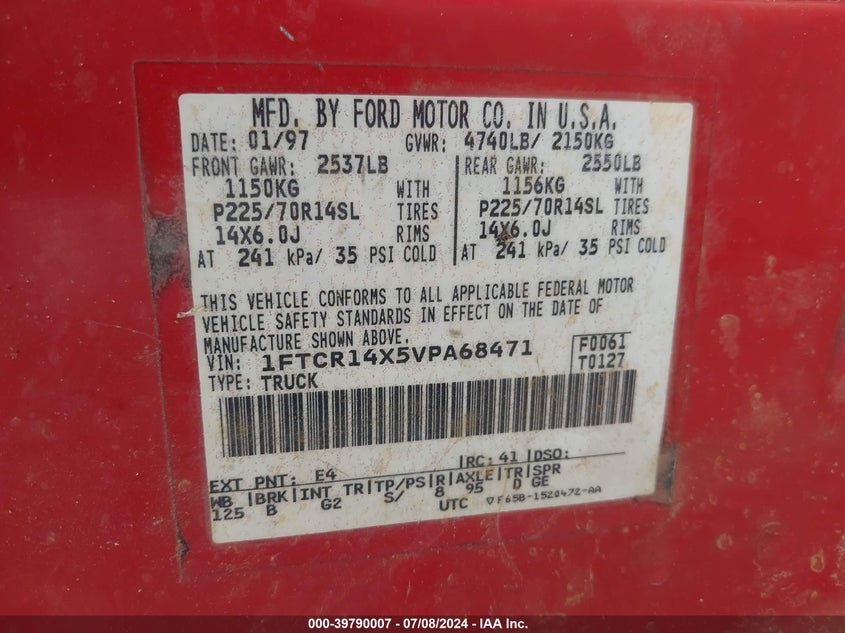 MFD. BY FORD MOTOR CO. IN U.S.A.
DATE: 01/97 GVWR: 4740LB/ 2150KG
FRONT GAWR: 2537LB REAR GAWR: 2550LB
1150KG WITH 1156KG WITH
P225/70R14SL TIRES P225/70R14SL TIRES
14X6.0J RIMS 14X6.0J RIMS
AT 241 kPa/ 35 PSI COLD AT 241 kPa/ 35 PSI COLD
THIS VEHICLE CONFORMS TO ALL APPLICABLE FEDERAL MOTOR
VEHICLE SAFETY STANDARDS IN EFFECT ON THE DATE OF
MANUFACTURE SHOWN ABOVE.
VIN: 1FTCR14X5VPA68471 F0061
TYPE: TRUCK T0127
EXT PNT: E4 RC: 41 DSO:
WB BRK INT TR TP/PS R AXLE TR SPR
125 B G2 S/ 8 95 D GE
UTC ▽F65B-1520472-AA
000-39790007 - 07/08/2024 - IAA Inc.